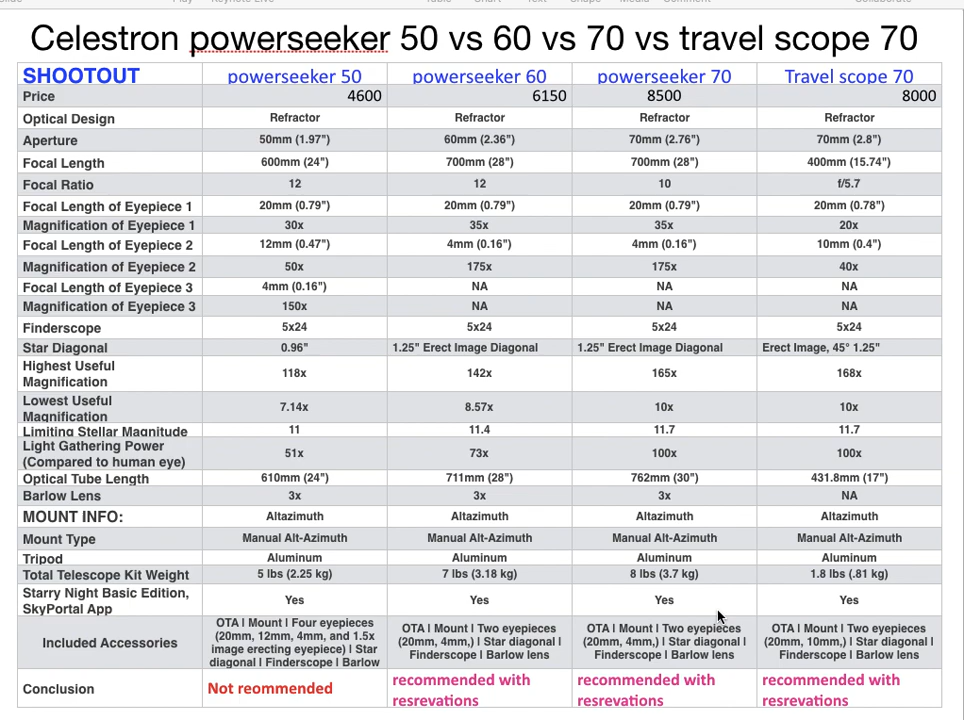 Play
Keynote Live
Table
Chart
Text
Shape
Media
Comment
Collaborate
Celestron powerseeker 50 vs 60 vs 70 vs travel scope 70
SHOOTOUT powerseeker 50 powerseeker 60 powerseeker 70 Travel scope 70
Price 4600 6150 8500 8000
Optical Design Refractor Refractor Refractor Refractor
Aperture 50mm (1.97") 60mm (2.36") 70mm (2.76") 70mm (2.8")
Focal Length 600mm (24") 700mm (28") 700mm (28") 400mm (15.74")
Focal Ratio 12 12 10 f/5.7
Focal Length of Eyepiece 1 20mm (0.79") 20mm (0.79") 20mm (0.79") 20mm (0.78")
Magnification of Eyepiece 1 30x 35x 35x 20x
Focal Length of Eyepiece 2 12mm (0.47") 4mm (0.16") 4mm (0.16") 10mm (0.4")
Magnification of Eyepiece 2 50x 175x 175x 40x
Focal Length of Eyepiece 3 4mm (0.16") NA NA NA
Magnification of Eyepiece 3 150x NA NA NA
Finderscope 5x24 5x24 5x24 5x24
Star Diagonal 0.96" 1.25" Erect Image Diagonal 1.25" Erect Image Diagonal Erect Image, 45° 1.25"
Highest Useful
Magnification 118x 142x 165x 168x
Lowest Useful
Magnification 7.14x 8.57x 10x 10x
Limiting Stellar Magnitude 11 11.4 11.7 11.7
Light Gathering Power
(Compared to human eye) 51x 73x 100x 100x
Optical Tube Length 610mm (24") 711mm (28") 762mm (30") 431.8mm (17")
Barlow Lens 3x 3x 3x NA
MOUNT INFO: Altazimuth Altazimuth Altazimuth Altazimuth
Mount Type Manual Alt-Azimuth Manual Alt-Azimuth Manual Alt-Azimuth Manual Alt-Azimuth
Tripod Aluminum Aluminum Aluminum Aluminum
Total Telescope Kit Weight 5 lbs (2.25 kg) 7 lbs (3.18 kg) 8 lbs (3.7 kg) 1.8 lbs (.81 kg)
Starry Night Basic Edition,
SkyPortal App Yes Yes Yes Yes
Included Accessories
OTA | Mount | Four eyepieces
(20mm, 12mm, 4mm, and 1.5x
image erecting eyepiece) | Star
diagonal | Finderscope | Barlow
OTA | Mount | Two eyepieces
(20mm, 4mm,) | Star diagonal |
Finderscope | Barlow lens
OTA | Mount | Two eyepieces
(20mm, 4mm,) | Star diagonal |
Finderscope | Barlow lens
OTA | Mount | Two eyepieces
(20mm, 10mm,) | Star diagonal |
Finderscope | Barlow lens
Conclusion
Not reommended
recommended with
resrevations
recommended with
resrevations
recommended with
resrevations